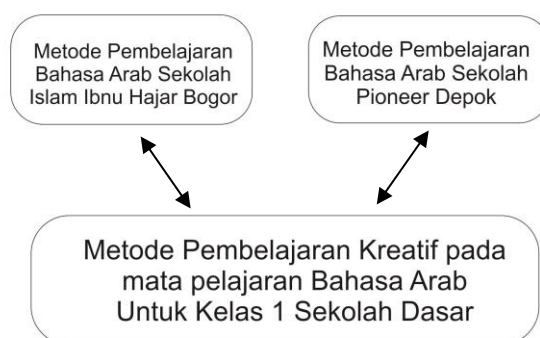 Metode Pembelajaran
Bahasa Arab Sekolah
Islam Ibnu Hajar Bogor
Metode Pembelajaran
Bahasa Arab Sekolah
Pioneer Depok
Metode Pembelajaran Kreatif pada
mata pelajaran Bahasa Arab
Untuk Kelas 1 Sekolah Dasar